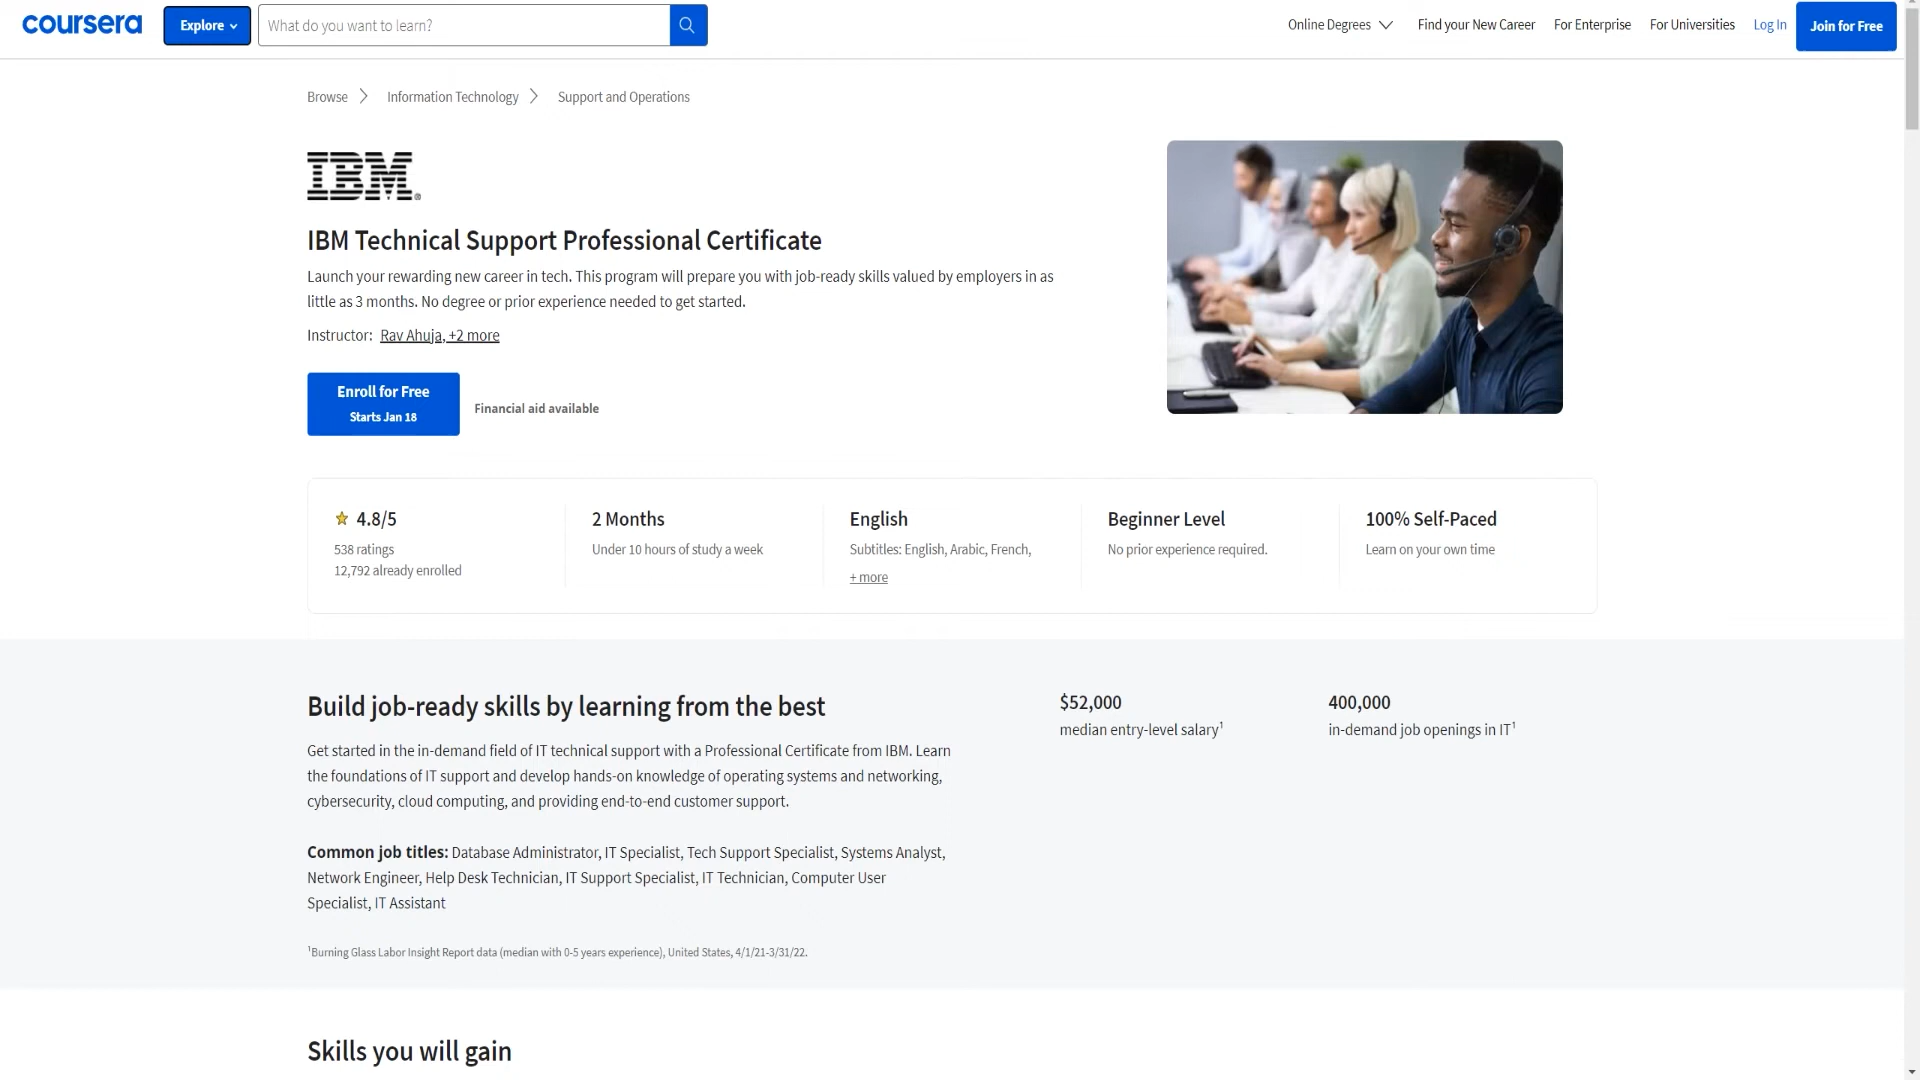 coursera
Explore
What do you want to learn?
Online Degrees
Find your New Career
For Enterprise
For Universities
Log In
Join for Free
Browse
Information Technology
Support and Operations
IBM®
IBM Technical Support Professional Certificate
Launch your rewarding new career in tech. This program will prepare you with job-ready skills valued by employers in as
little as 3 months. No degree or prior experience needed to get started.
Instructor: Rav Ahuja, +2 more
Enroll for Free
Starts Jan 18
Financial aid available
4.8/5
538 ratings
12,792 already enrolled
2 Months
Under 10 hours of study a week
English
Subtitles: English, Arabic, French,
+ more
Beginner Level
No prior experience required.
100% Self-Paced
Learn on your own time
Build job-ready skills by learning from the best
Get started in the in-demand field of IT technical support with a Professional Certificate from IBM. Learn
the foundations of IT support and develop hands-on knowledge of operating systems and networking,
cybersecurity, cloud computing, and providing end-to-end customer support.
Common job titles: Database Administrator, IT Specialist, Tech Support Specialist, Systems Analyst,
Network Engineer, Help Desk Technician, IT Support Specialist, IT Technician, Computer User
Specialist, IT Assistant
¹Burning Glass Labor Insight Report data (median with 0-5 years experience), United States, 4/1/21-3/31/22.
$52,000
median entry-level salary¹
400,000
in-demand job openings in IT¹
Skills you will gain